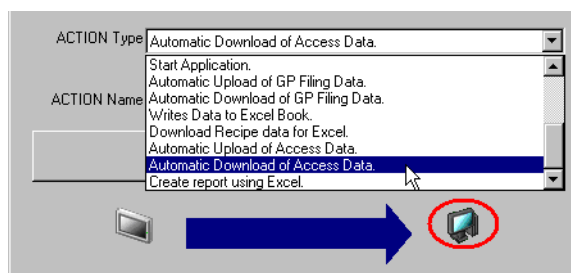 ACTION Type Automatic Download of Access Data.
Start Application.
Automatic Upload of GP Filing Data.
ACTION Name Automatic Download of GP Filing Data.
Writes Data to Excel Book.
Download Recipe data for Excel.
Automatic Upload of Access Data.
Automatic Download of Access Data.
Create report using Excel.